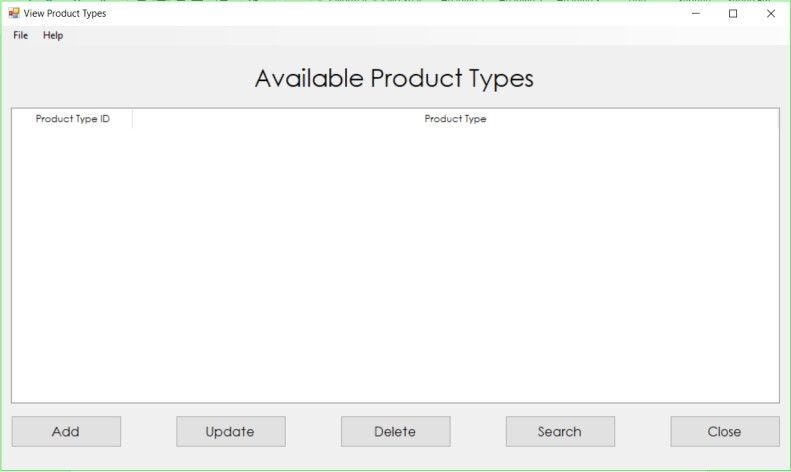 View Product Types
File Help
Available Product Types
Product Type ID Product Type
Add Update Delete Search Close